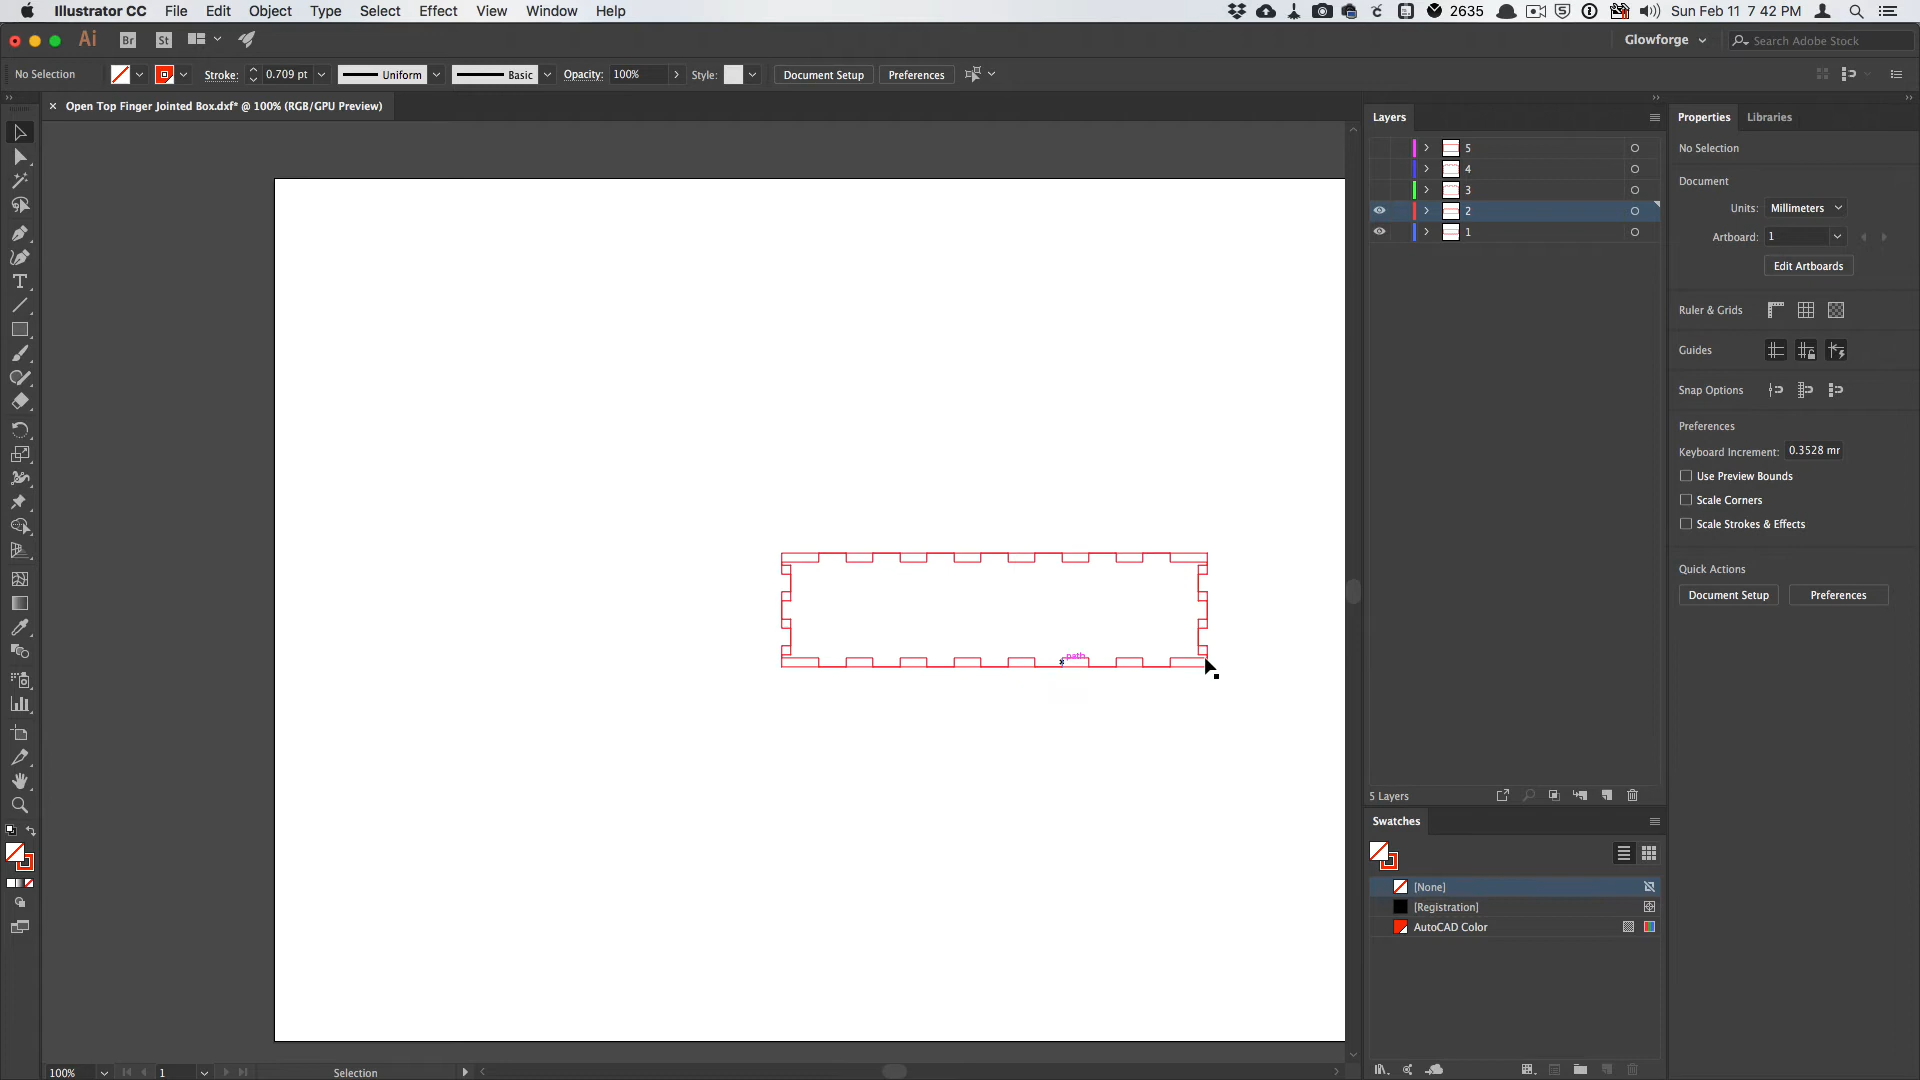 Illustrator CC File Edit Object Type Select Effect View Window Help 2635 Sun Feb 11 7:42 PM
Ai Br St Glowforge Search Adobe Stock
No Selection Stroke: 0.709 pt Uniform Basic Opacity: 100% Style: Document Setup Preferences
Open Top Finger Jointed Box.dxf* @ 100% (RGB/GPU Preview)
path
Layers
5
4
3
2
1
5 Layers
Swatches
[None]
[Registration]
AutoCAD Color
Properties Libraries
No Selection
Document
Units: Millimeters
Artboard: 1
Edit Artboards
Ruler & Grids
Guides
Snap Options
Preferences
Keyboard Increment: 0.3528 mr
Use Preview Bounds
Scale Corners
Scale Strokes & Effects
Quick Actions
Document Setup Preferences
100% 1 Selection